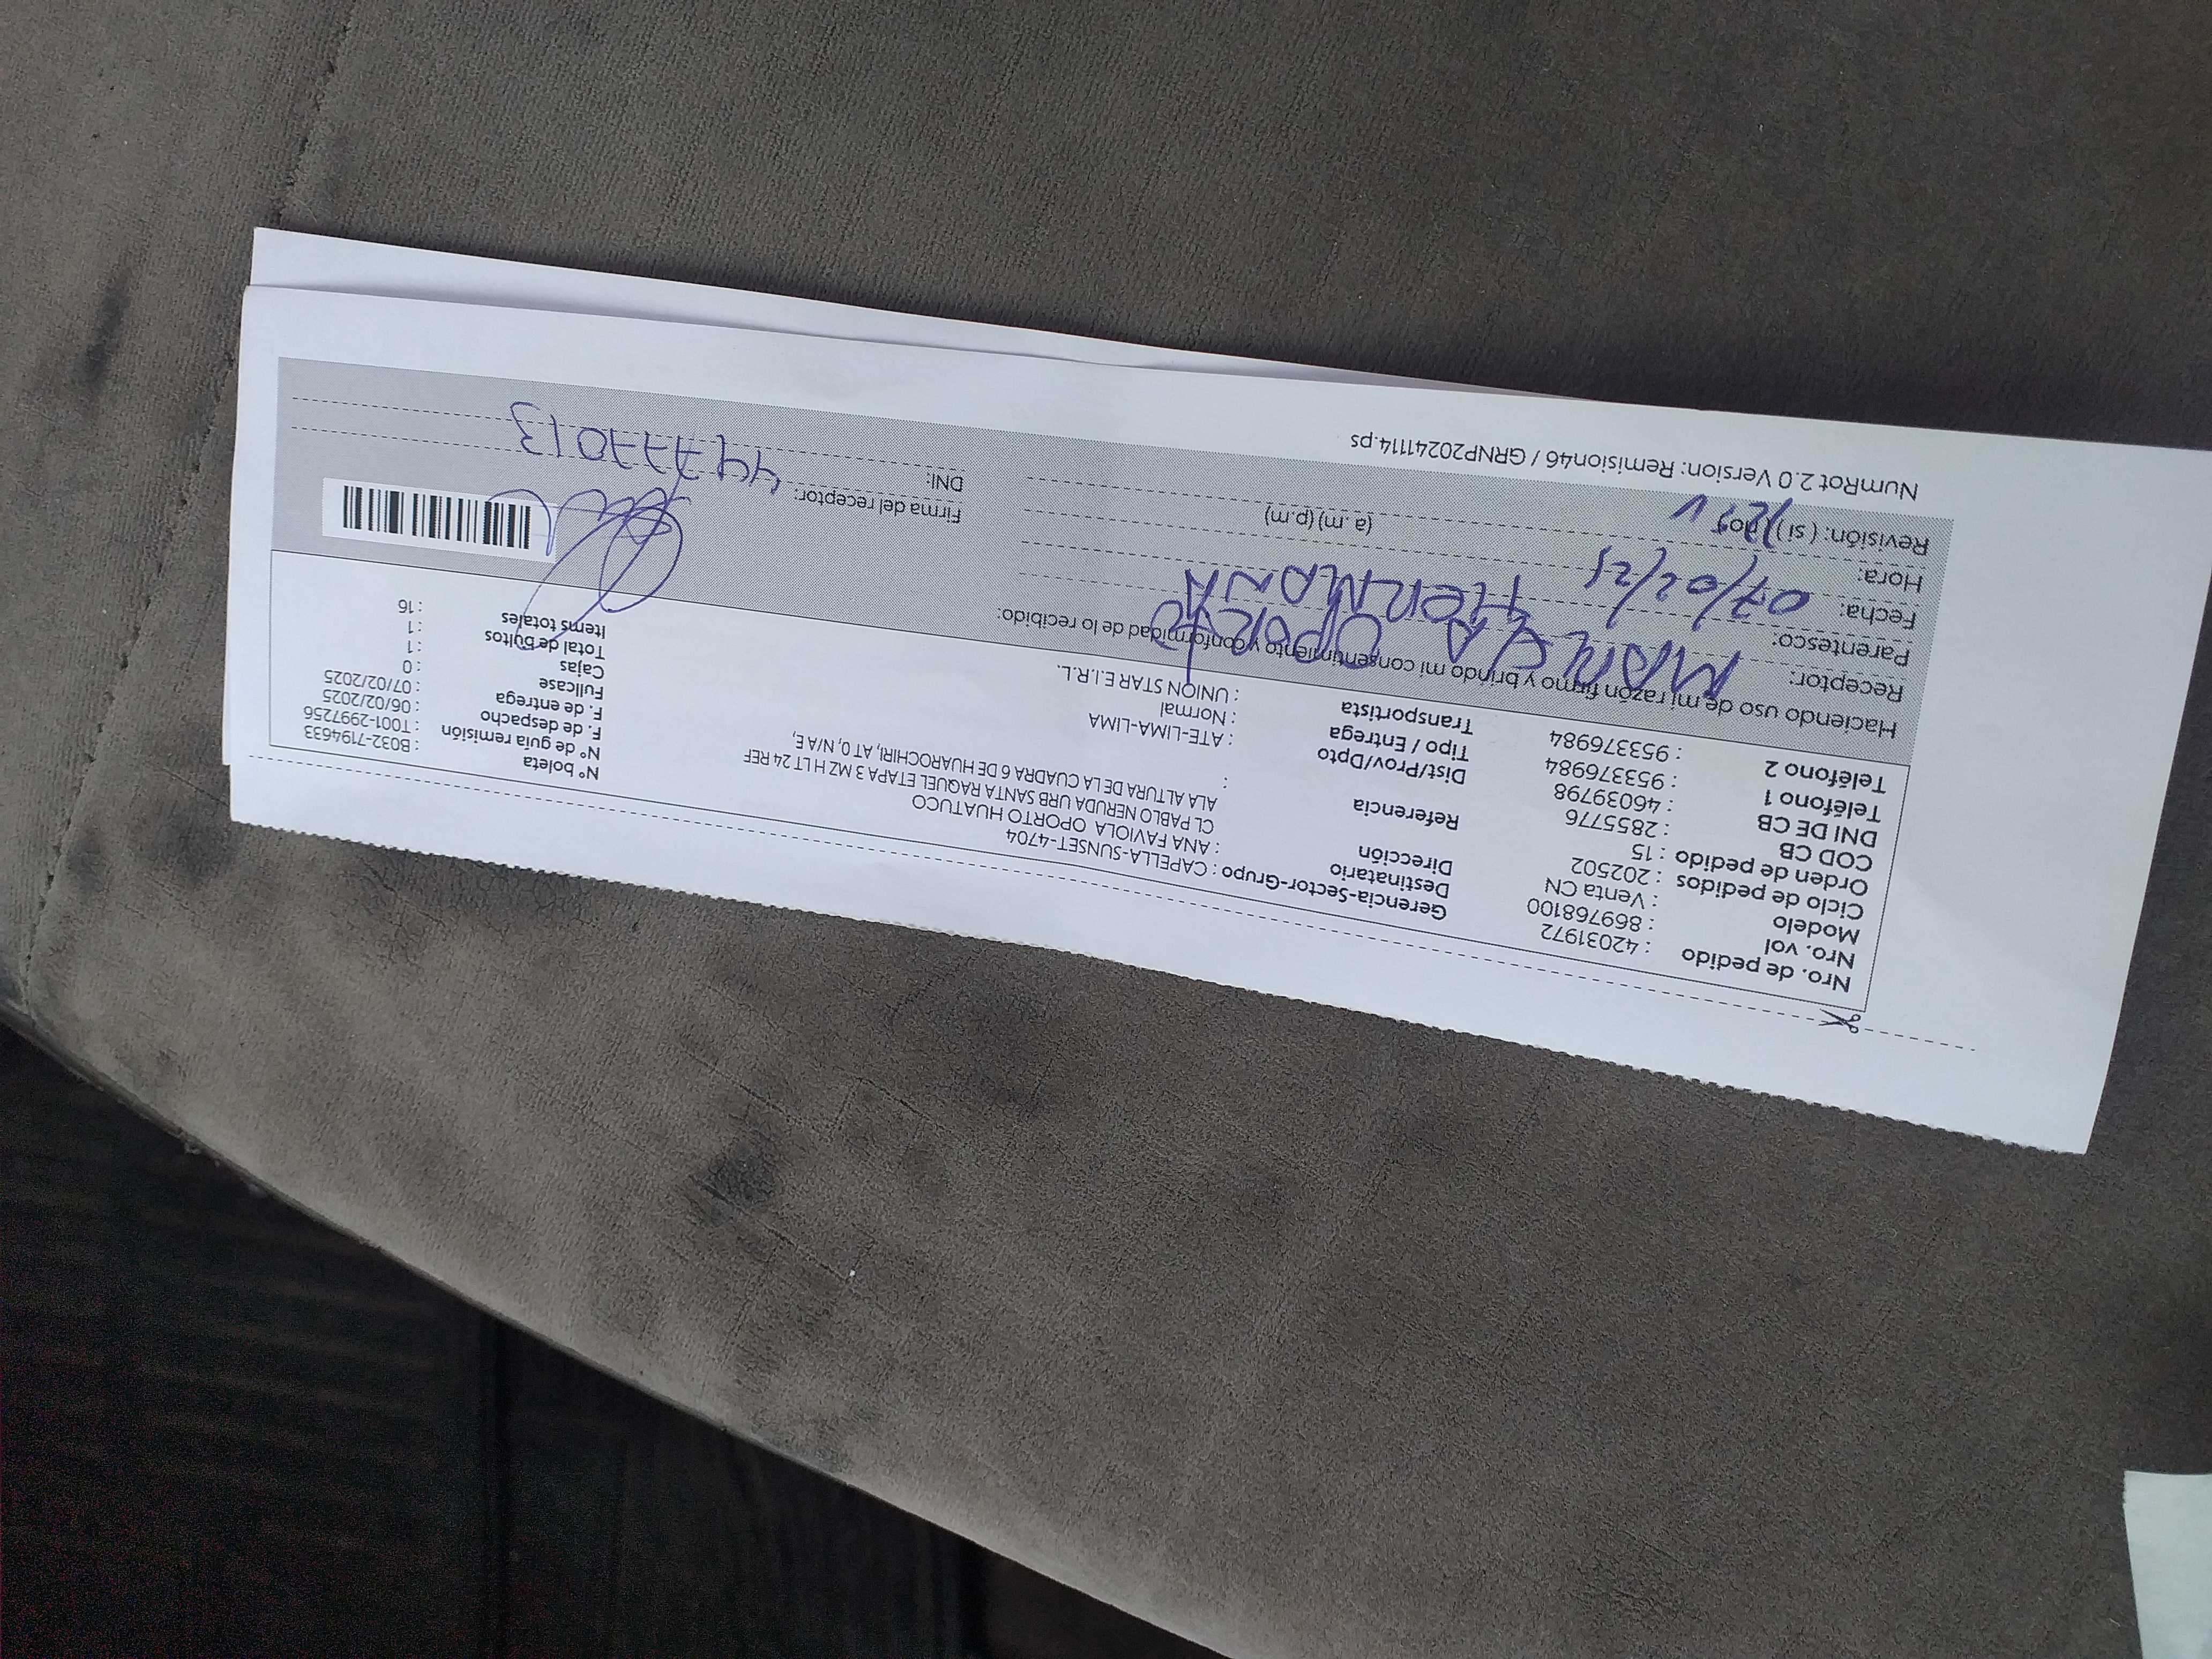 Nro. de pedido : 42031972
Nro. vol : 869768100
Modelo : Venta CN
Ciclo de pedidos : 202502
Orden de pedido : 15
COD CB : 2855776
DNI DE CB : 46039798
Teléfono 1 : 953376984
Teléfono 2 : 953376984
Gerencia-Sector-Grupo : CAPELLA-SUNSET-4704
Destinatario : ANA FAVIOLA OPORTO HUATUCO
Dirección : CL PABLO NERUDA URB SANTA RAQUEL ETAPA 3 MZ H LT 24 REF
ALA ALTURA DE LA CUADRA 6 DE HUAROCHIRI, AT 0, N/A E,
Referencia :
Dist/Prov/Dpto : ATE-LIMA-LIMA
Tipo / Entrega : Normal
Transportista : UNION STAR E.I.R.L.
Nº boleta : B032-7194633
Nº de guía remisión : T001-2997256
F. de despacho : 06/02/2025
F. de entrega : 07/02/2025
Fullcase : 0
Cajas : 1
Total de bultos : 1
Items totales : 16
Haciendo uso de mi razón firmo y brindo mi consentimiento y conformidad de lo recibido:
Receptor: OPORTO
Parentesco: HERMANA
Fecha: 07/02/25
Hora: (a.m) (p.m)
Revisión: ( si ) ( no )
Firma del receptor:
DNI: 44777013
NumRot 2.0 Version: Remision46 / GRNP20241114.ps